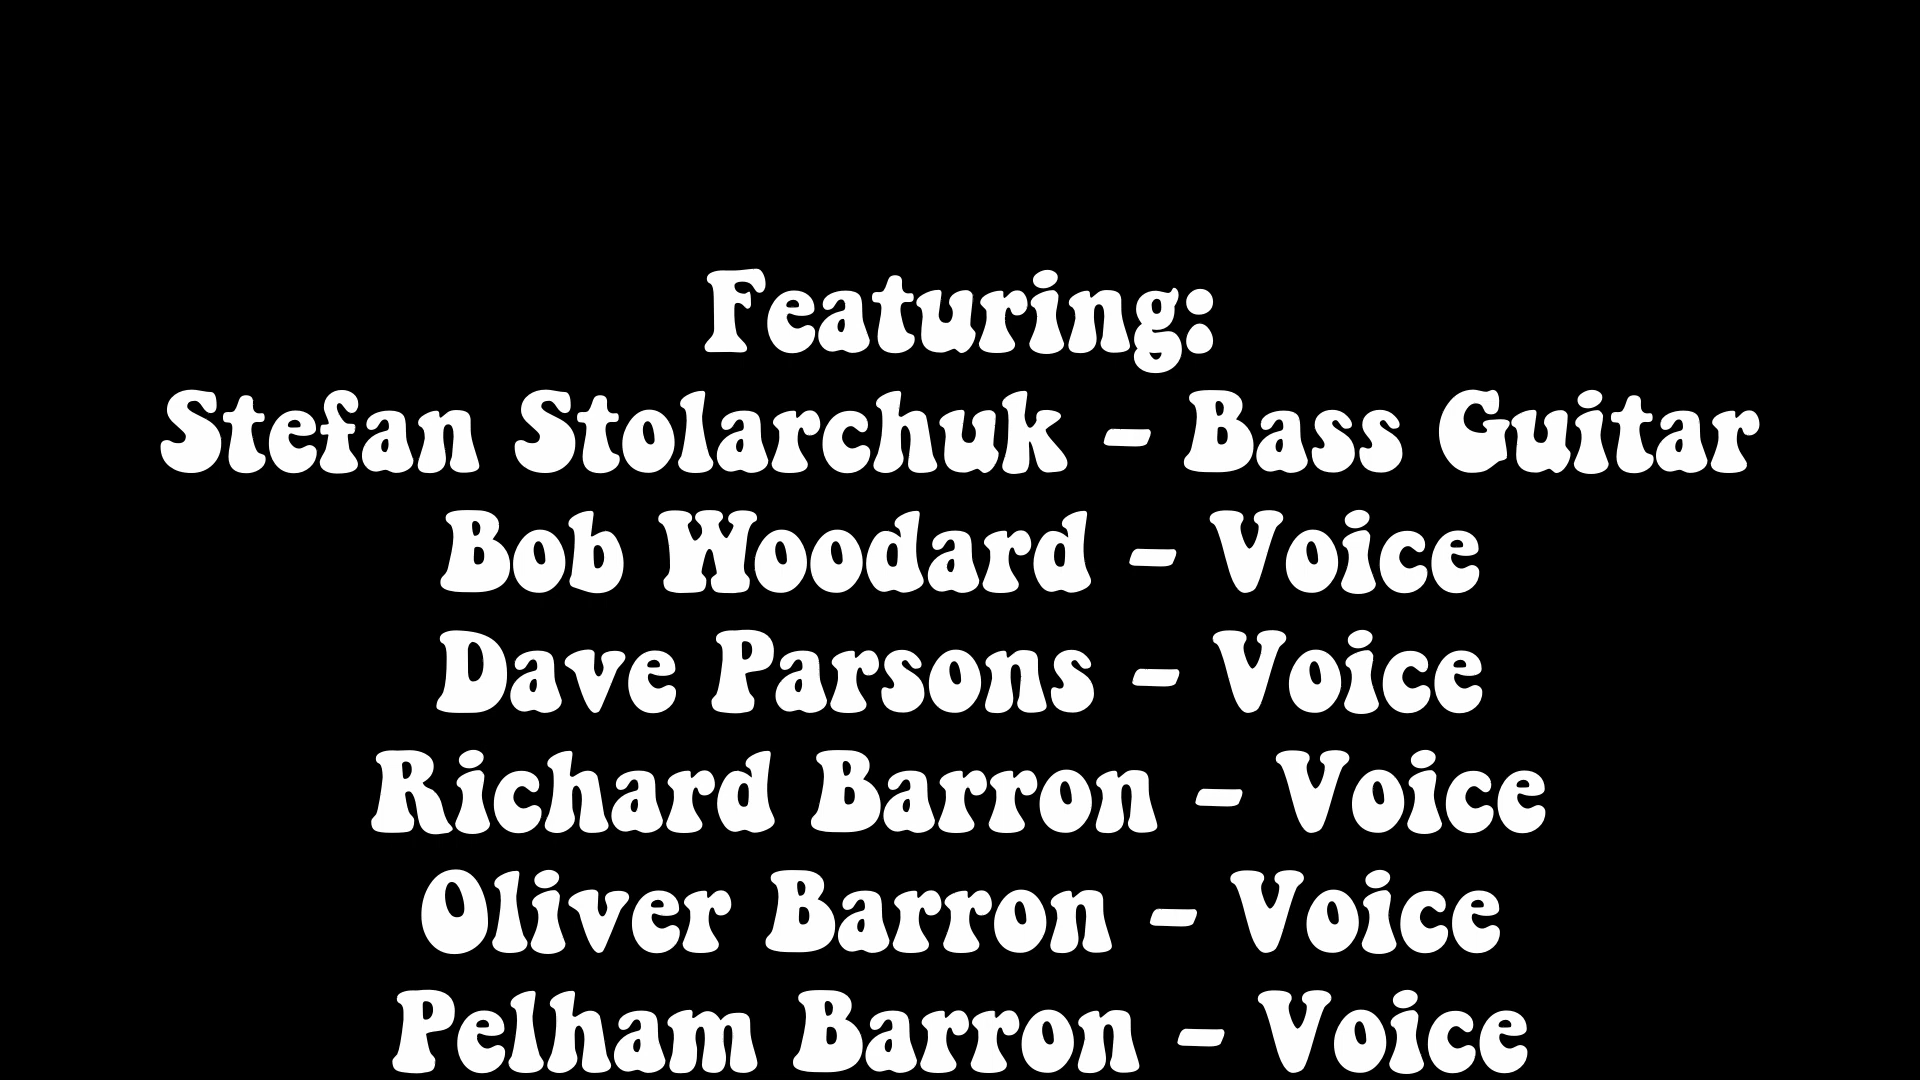 Featuring:
Stefan Stolarchuk - Bass Guitar
Bob Woodard - Voice
Dave Parsons - Voice
Richard Barron - Voice
Oliver Barron - Voice
Pelham Barron - Voice